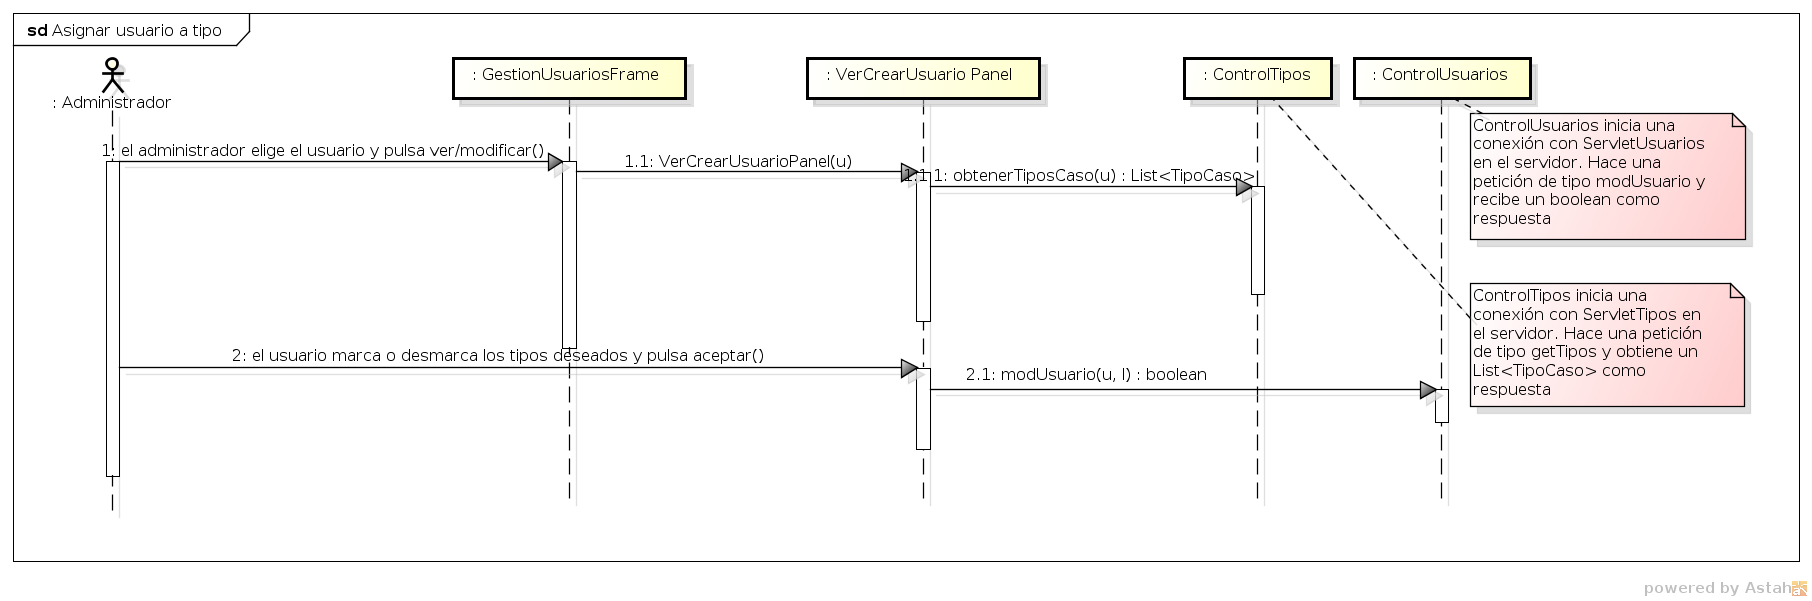 sd Asignar usuario a tipo
: Administrador
: GestionUsuariosFrame
: VerCrearUsuario Panel
: ControlTipos
: ControlUsuarios
ControlUsuarios inicia una
conexión con ServletUsuarios
en el servidor. Hace una
petición de tipo modUsuario y
recibe un boolean como
respuesta
1: el administrador elige el usuario y pulsa ver/modificar()
1.1: VerCrearUsuarioPanel(u)
1.1.1: obtenerTiposCaso(u) : List<TipoCaso>
ControlTipos inicia una
conexión con ServletTipos en
el servidor. Hace una petición
de tipo getTipos y obtiene un
List<TipoCaso> como
respuesta
2: el usuario marca o desmarca los tipos deseados y pulsa aceptar()
2.1: modUsuario(u, l) : boolean
powered by Astah